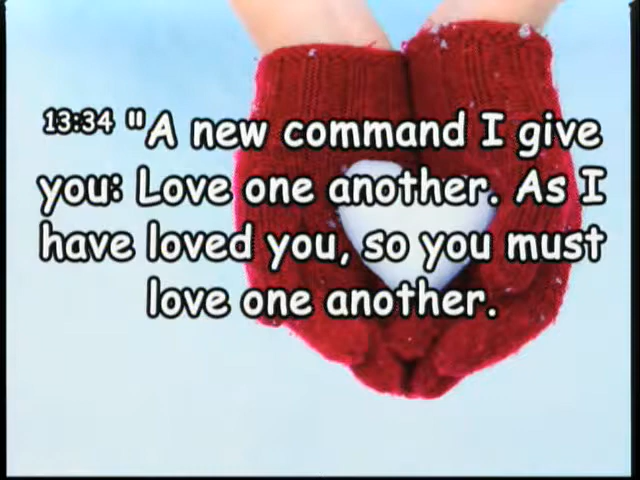 13:34 "A new command I give
you: Love one another. As I
have loved you, so you must
love one another.